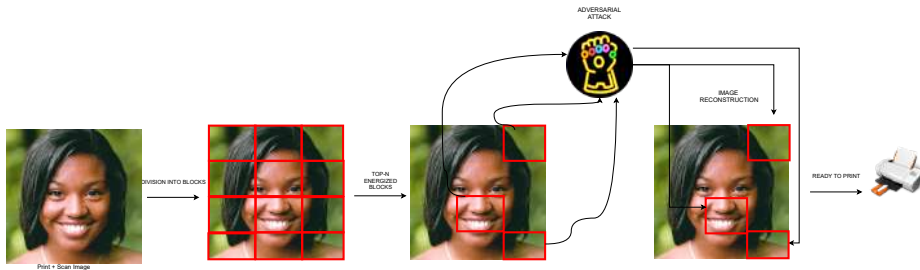 ADVERSARIAL
ATTACK
IMAGE
RECONSTRUCTION
DIVISION INTO BLOCKS
TOP-N
ENERGIZED
BLOCKS
READY TO PRINT
Print + Scan Image